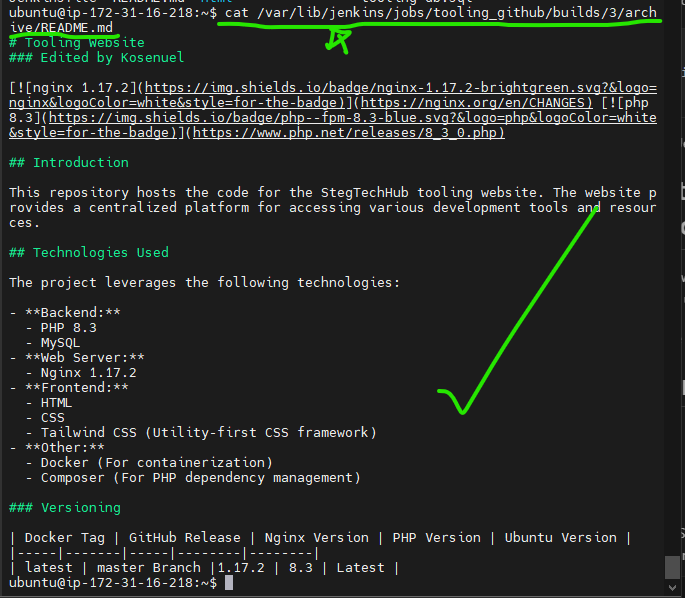 ubuntu@ip-172-31-16-218:~$ cat /var/lib/jenkins/jobs/tooling_github/builds/3/arch
ive/README.md
# Tooling Website
### Edited by Kosenuel
[![nginx 1.17.2](https://img.shields.io/badge/nginx-1.17.2-brightgreen.svg?&logo=
nginx&logoColor=white&style=for-the-badge)](https://nginx.org/en/CHANGES) [![php
8.3](https://img.shields.io/badge/php--fpm-8.3-blue.svg?&logo=php&logoColor=white
&style=for-the-badge)](https://www.php.net/releases/8_3_0.php)
## Introduction
This repository hosts the code for the StegTechHub tooling website. The website p
rovides a centralized platform for accessing various development tools and resour
ces.
## Technologies Used
The project leverages the following technologies:
- **Backend:**
- PHP 8.3
- MySQL
- **Web Server:**
- Nginx 1.17.2
- **Frontend:**
- HTML
- CSS
- Tailwind CSS (Utility-first CSS framework)
- **Other:**
- Docker (For containerization)
- Composer (For PHP dependency management)
### Versioning
| Docker Tag | GitHub Release | Nginx Version | PHP Version | Ubuntu Version |
|-----|-------|-----|--------|--------|
| latest | master Branch |1.17.2 | 8.3 | Latest |
ubuntu@ip-172-31-16-218:~$